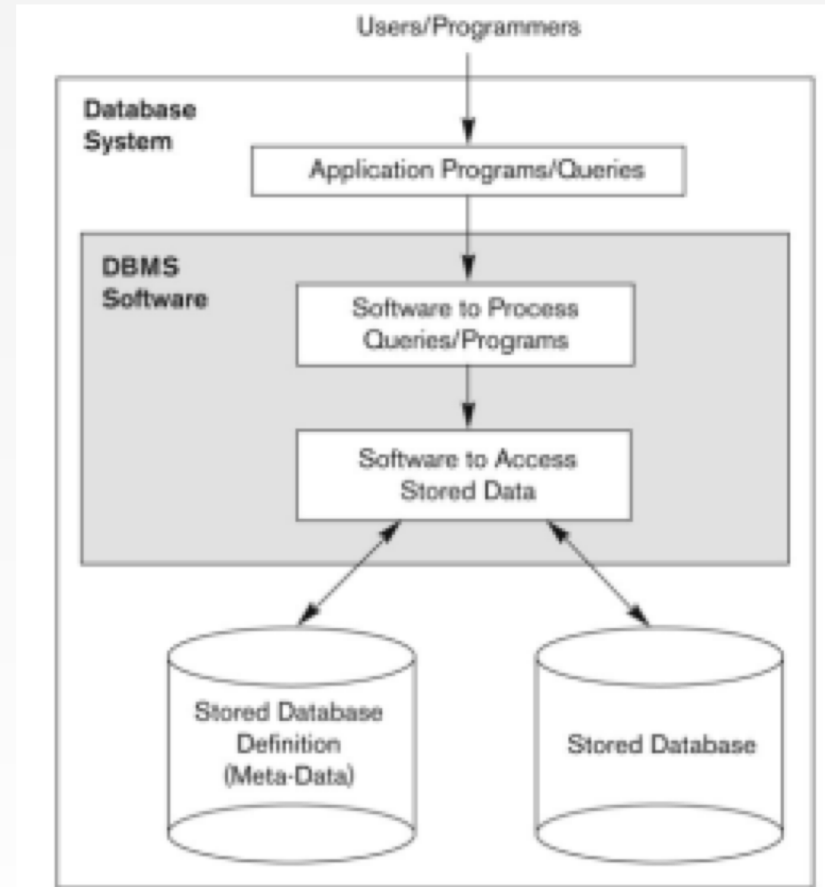 Users/Programmers
Database
System
Application Programs/Queries
DBMS
Software
Software to Process
Queries/Programs
Software to Access
Stored Data
Stored Database
Definition
(Meta-Data)
Stored Database